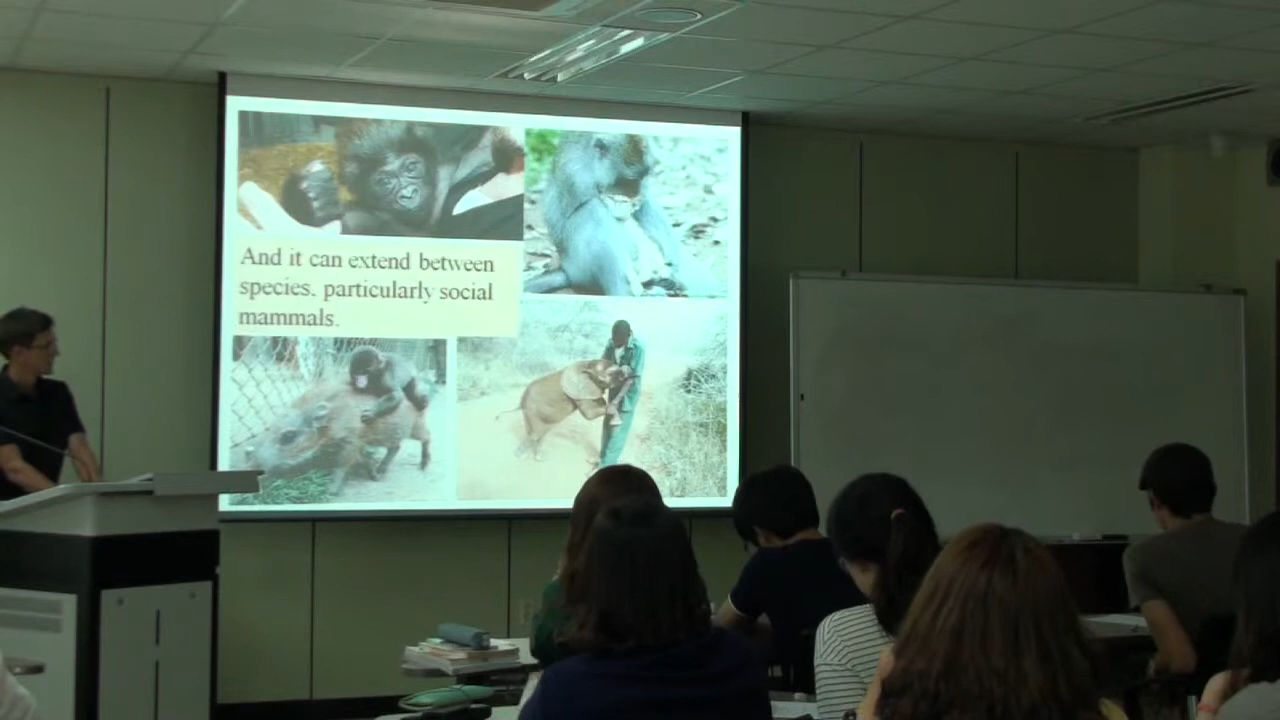 And it can extend between
species, particularly social
mammals.